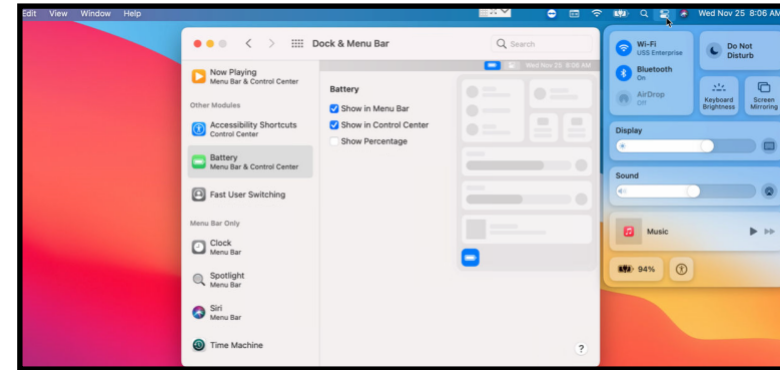 Edit View Window Help
Wed Nov 25 8:06 AM
Dock & Menu Bar
Search
Now Playing
Menu Bar & Control Center
Other Modules
Accessibility Shortcuts
Control Center
Battery
Menu Bar & Control Center
Fast User Switching
Menu Bar Only
Clock
Menu Bar
Spotlight
Menu Bar
Siri
Menu Bar
Time Machine
Wed Nov 25 8:06 AM
Battery
Show in Menu Bar
Show in Control Center
Show Percentage
?
Wi-Fi
USS Enterprise
Bluetooth
On
AirDrop
Off
Do Not
Disturb
Keyboard
Brightness
Screen
Mirroring
Display
Sound
Music
94%